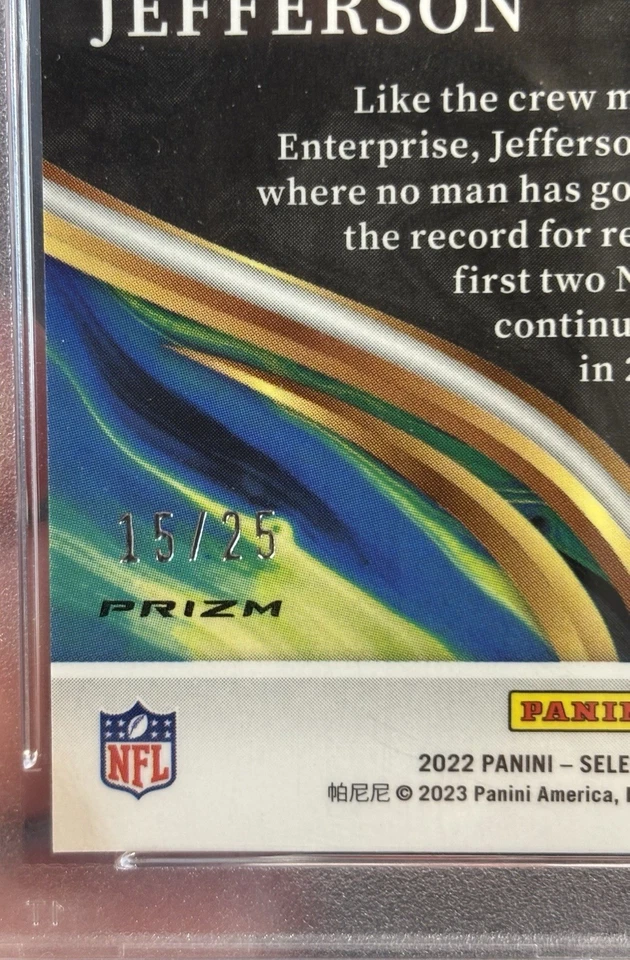 JEFFERSON
Like the crew m
Enterprise, Jefferso
where no man has go
the record for re
first two N
continu
in 2
15/25
PRIZM
NFL
PANI
2022 PANINI – SELE
帕尼尼 © 2023 Panini America, I